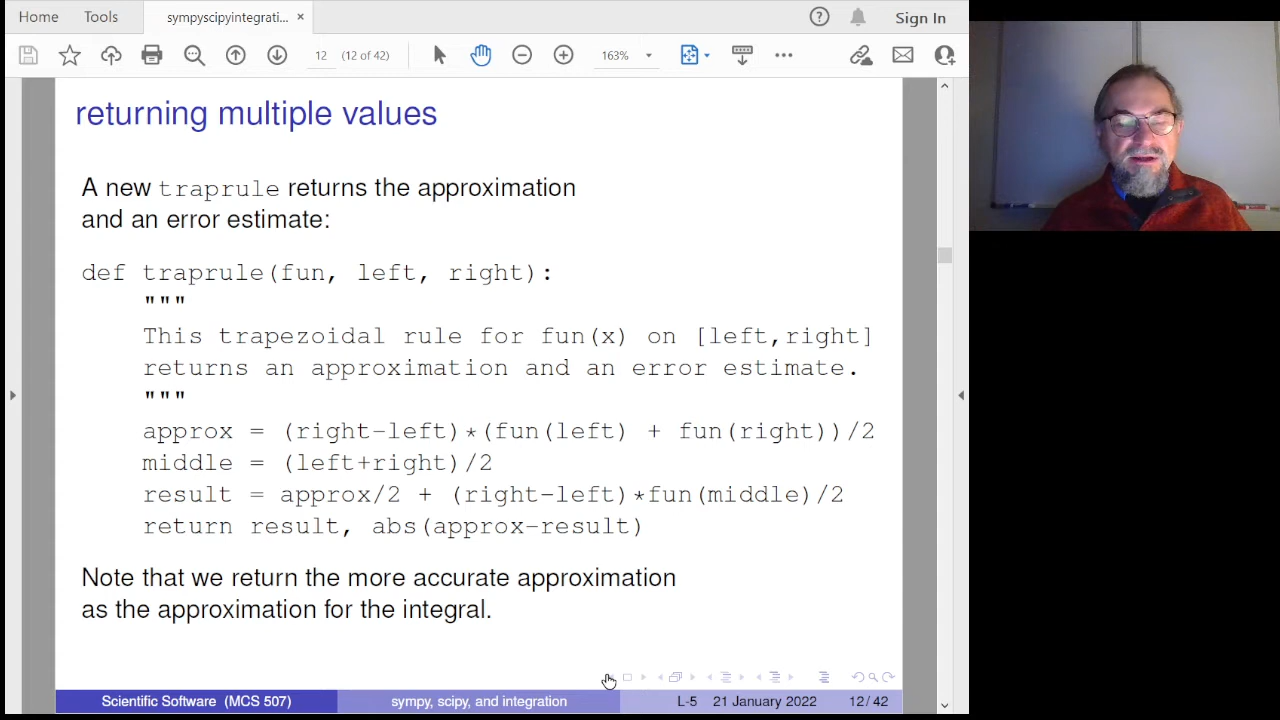 Home Tools sympyscipyintegrati... × Sign In
12 (12 of 42) 163%
returning multiple values
A new traprule returns the approximation
and an error estimate:
def traprule(fun, left, right):
"""
This trapezoidal rule for fun(x) on [left,right]
returns an approximation and an error estimate.
"""
approx = (right-left)*(fun(left) + fun(right))/2
middle = (left+right)/2
result = approx/2 + (right-left)*fun(middle)/2
return result, abs(approx-result)
Note that we return the more accurate approximation
as the approximation for the integral.
Scientific Software (MCS 507) sympy, scipy, and integration L-5 21 January 2022 12 / 42